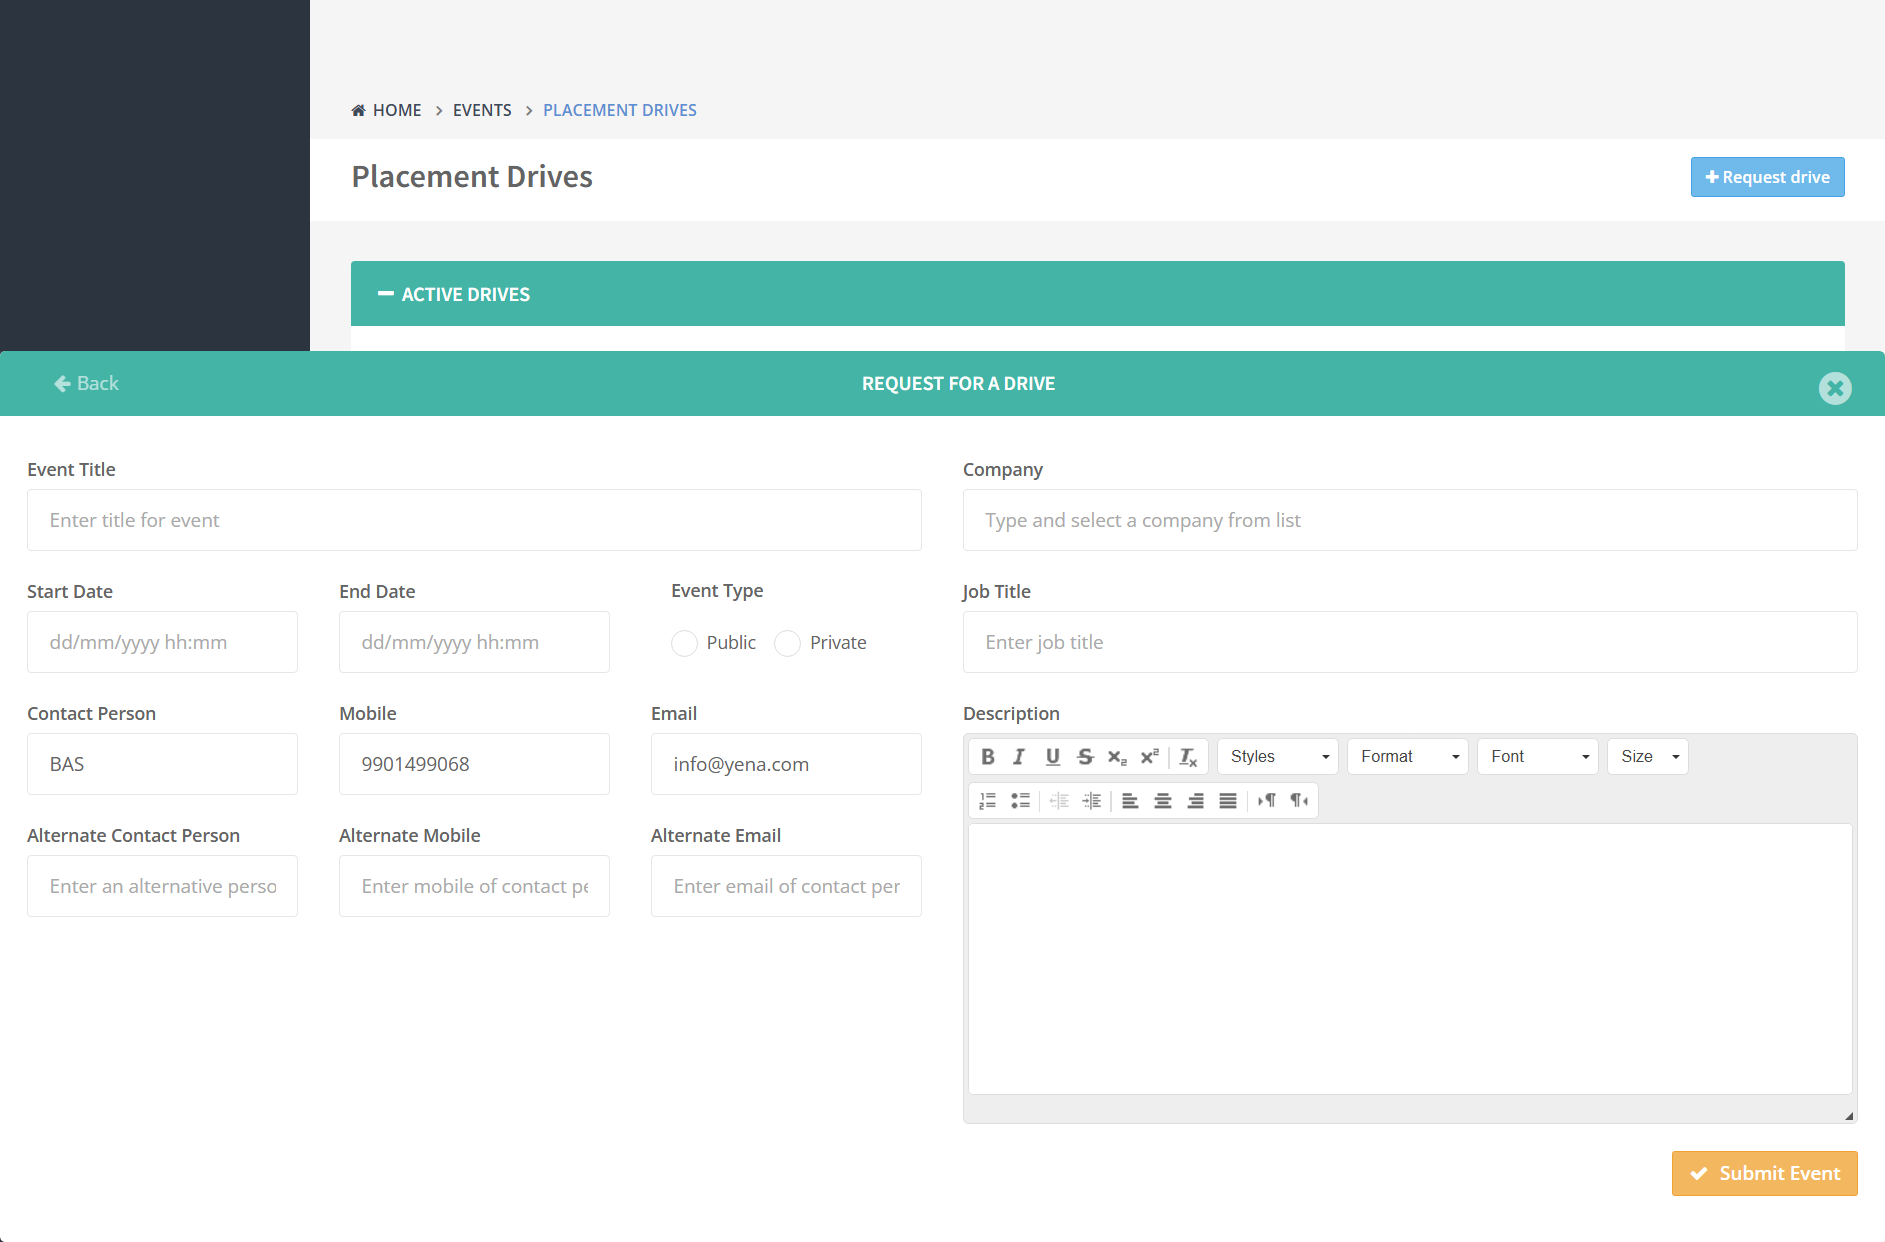 HOME > EVENTS > PLACEMENT DRIVES
Placement Drives
Request drive
ACTIVE DRIVES
Back
REQUEST FOR A DRIVE
Event Title
Enter title for event
Company
Type and select a company from list
Start Date
End Date
Event Type
Job Title
dd/mm/yyyy hh:mm
dd/mm/yyyy hh:mm
Public
Private
Enter job title
Contact Person
Mobile
Email
Description
BAS
9901499068
info@yena.com
Styles
Format
Font
Size
Alternate Contact Person
Alternate Mobile
Alternate Email
Enter an alternative perso
Enter mobile of contact pe
Enter email of contact per
Submit Event